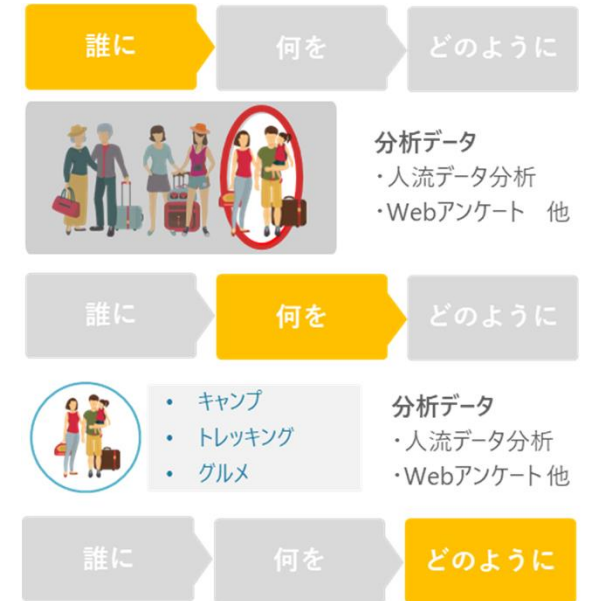 誰に
何を
どのように
分析データ
・人流データ分析
・Webアンケート 他
誰に
何を
どのように
• キャンプ
• トレッキング
• グルメ
分析データ
・人流データ分析
・Webアンケート 他
誰に
何を
どのように